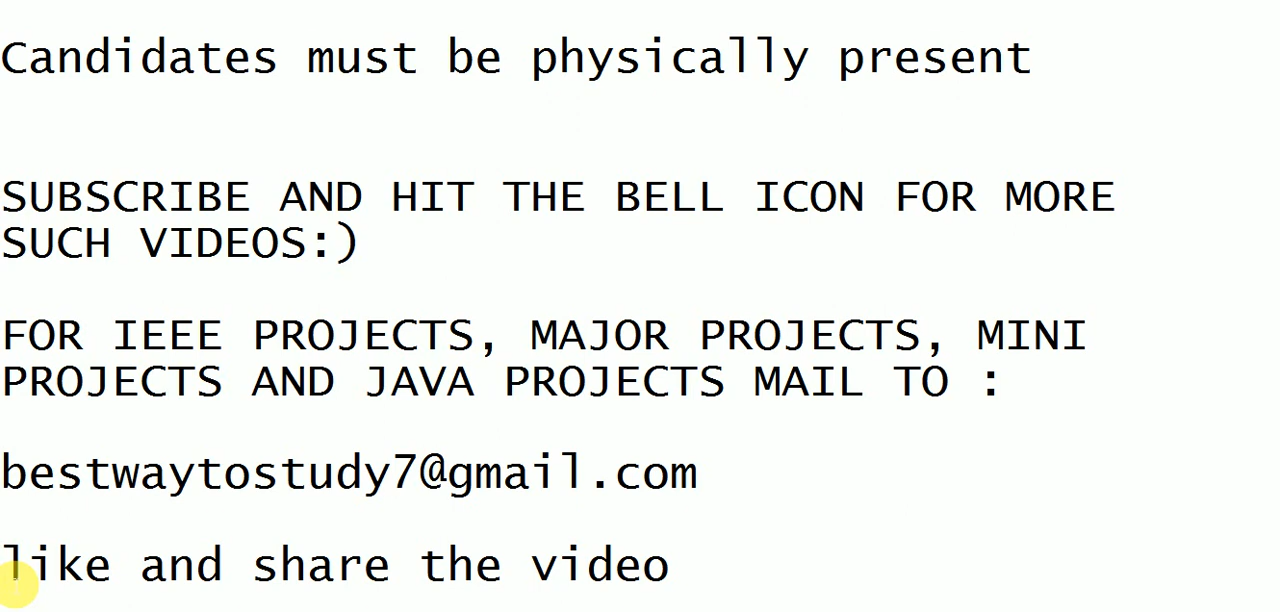 Candidates must be physically present
SUBSCRIBE AND HIT THE BELL ICON FOR MORE
SUCH VIDEOS:)
FOR IEEE PROJECTS, MAJOR PROJECTS, MINI
PROJECTS AND JAVA PROJECTS MAIL TO :
bestwaytostudy7@gmail.com
like and share the video